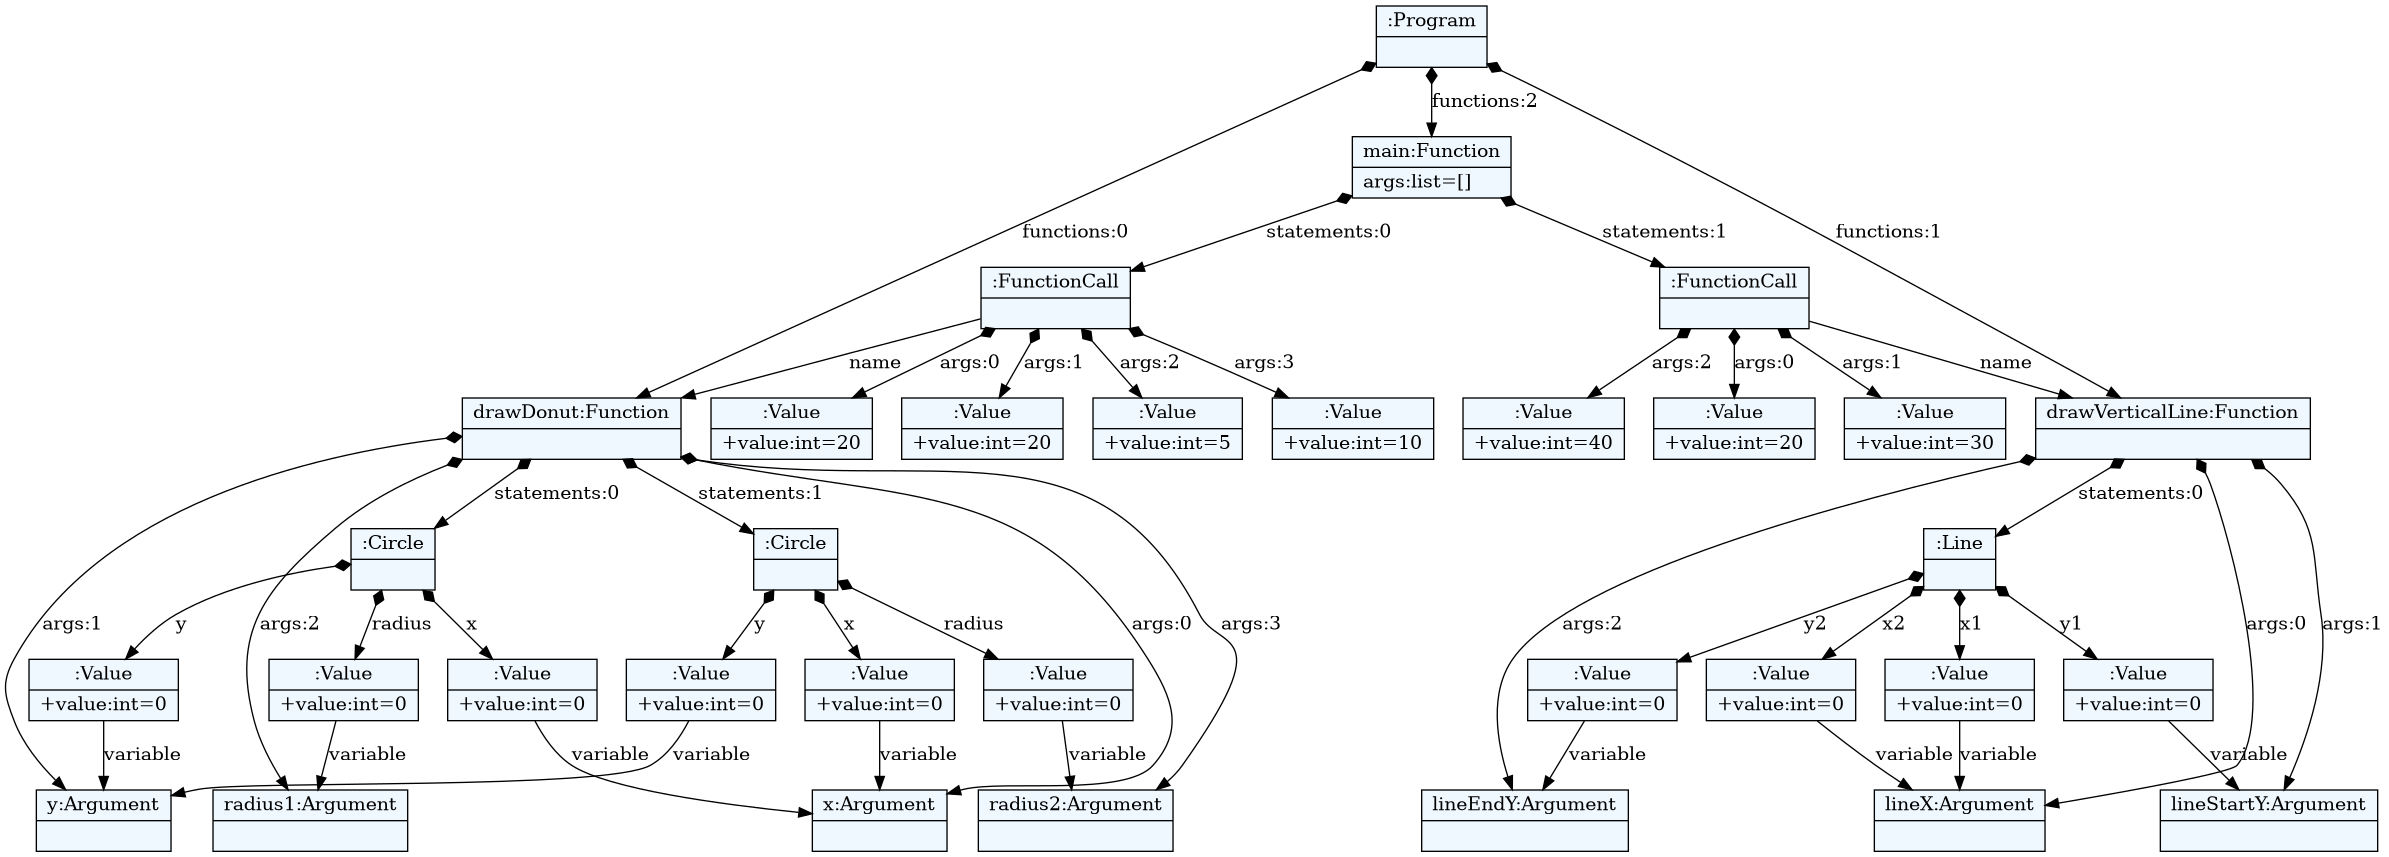 :Program
functions:2
main:Function
args:list=[]
functions:0
statements:0
statements:1
functions:1
:FunctionCall
:FunctionCall
name
args:0
args:1
args:2
args:3
args:2
args:0
args:1
name
drawDonut:Function
:Value
+value:int=20
:Value
+value:int=20
:Value
+value:int=5
:Value
+value:int=10
:Value
+value:int=40
:Value
+value:int=20
:Value
+value:int=30
drawVerticalLine:Function
statements:0
statements:1
statements:0
:Circle
:Circle
:Line
args:1
y
args:2
radius
x
y
x
radius
args:0
args:3
args:2
y2
x2
x1
y1
args:0
args:1
:Value
+value:int=0
:Value
+value:int=0
:Value
+value:int=0
:Value
+value:int=0
:Value
+value:int=0
:Value
+value:int=0
:Value
+value:int=0
:Value
+value:int=0
:Value
+value:int=0
:Value
+value:int=0
variable
variable
variable
variable
variable
variable
variable
variable
variable
variable
y:Argument
radius1:Argument
x:Argument
radius2:Argument
lineEndY:Argument
lineX:Argument
lineStartY:Argument